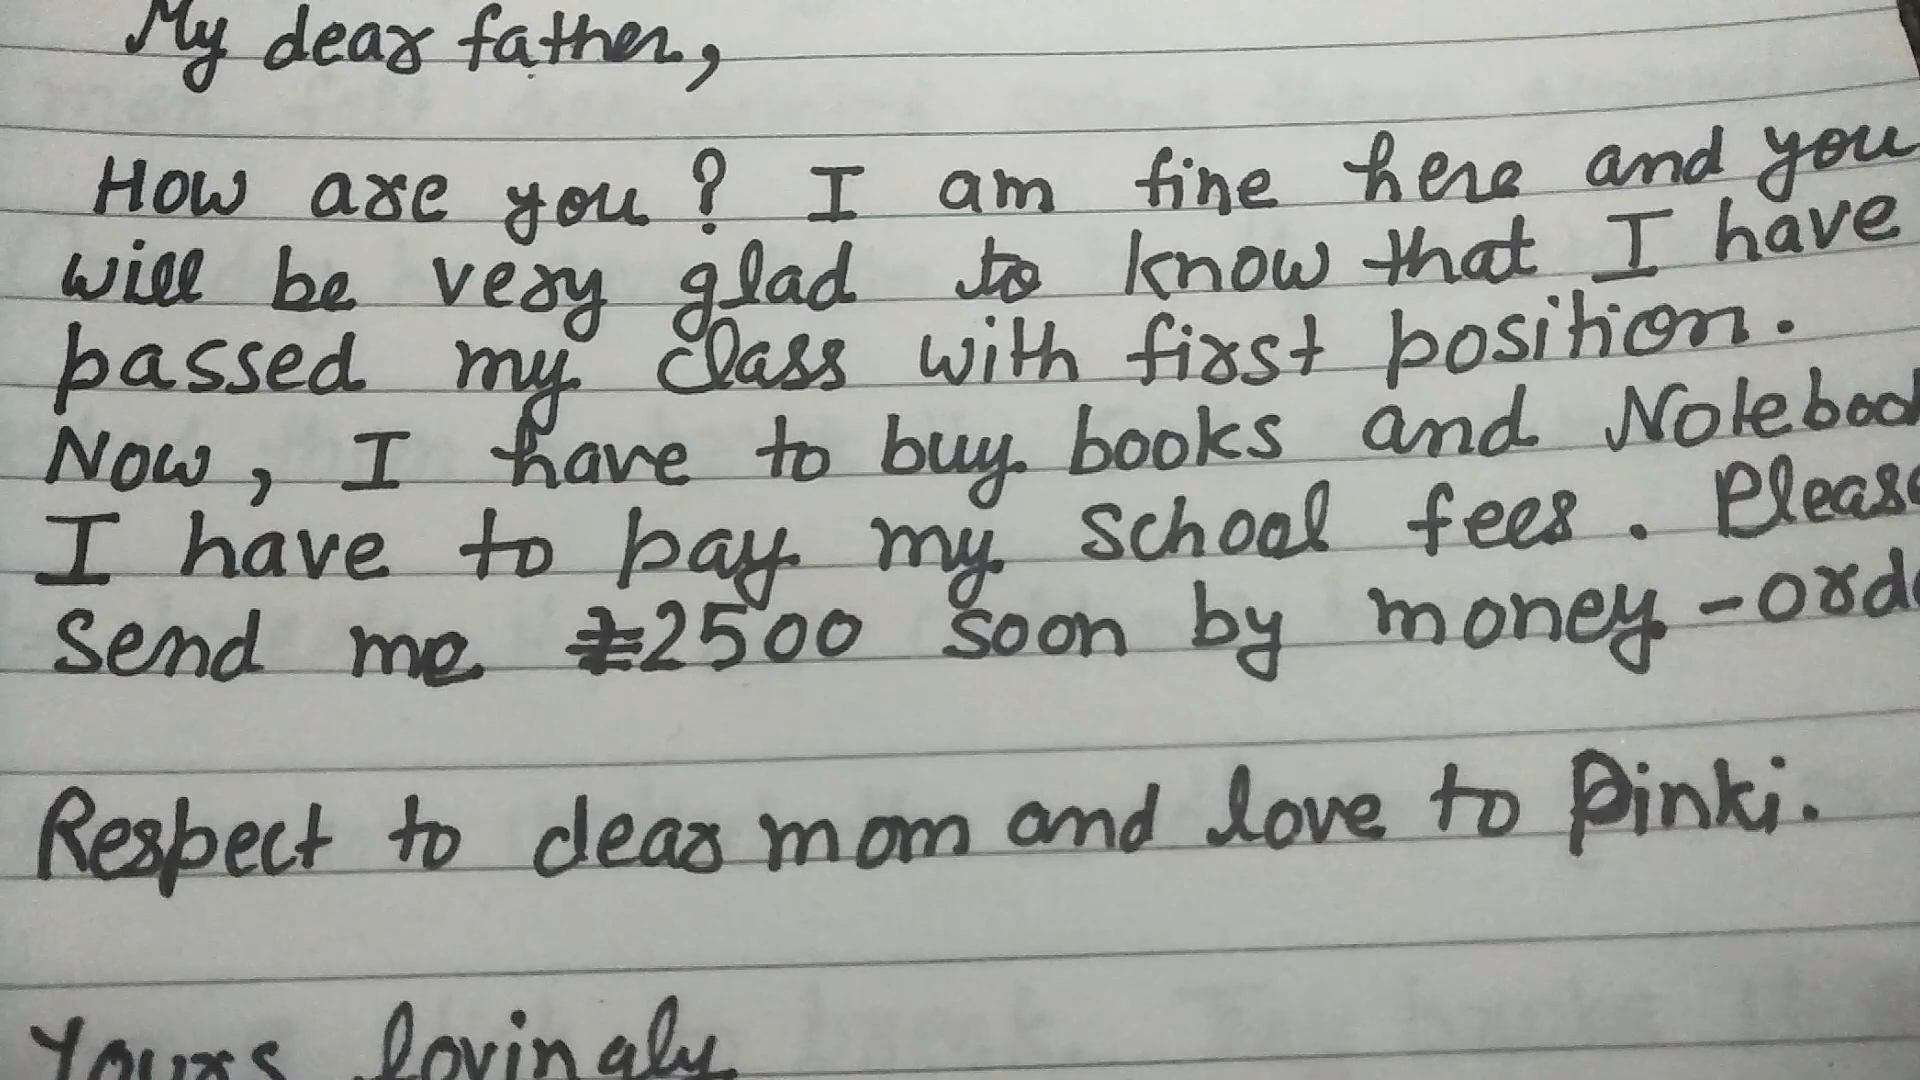 My dear father,
How are you? I am fine here and you
will be very glad to know that I have
passed my class with first position.
Now, I have to buy books and Noteboo
I have to pay my school fees. Please
Send me ₹2500 soon by money-ord
Respect to dear mom and love to Pinki.
Yours lovingly